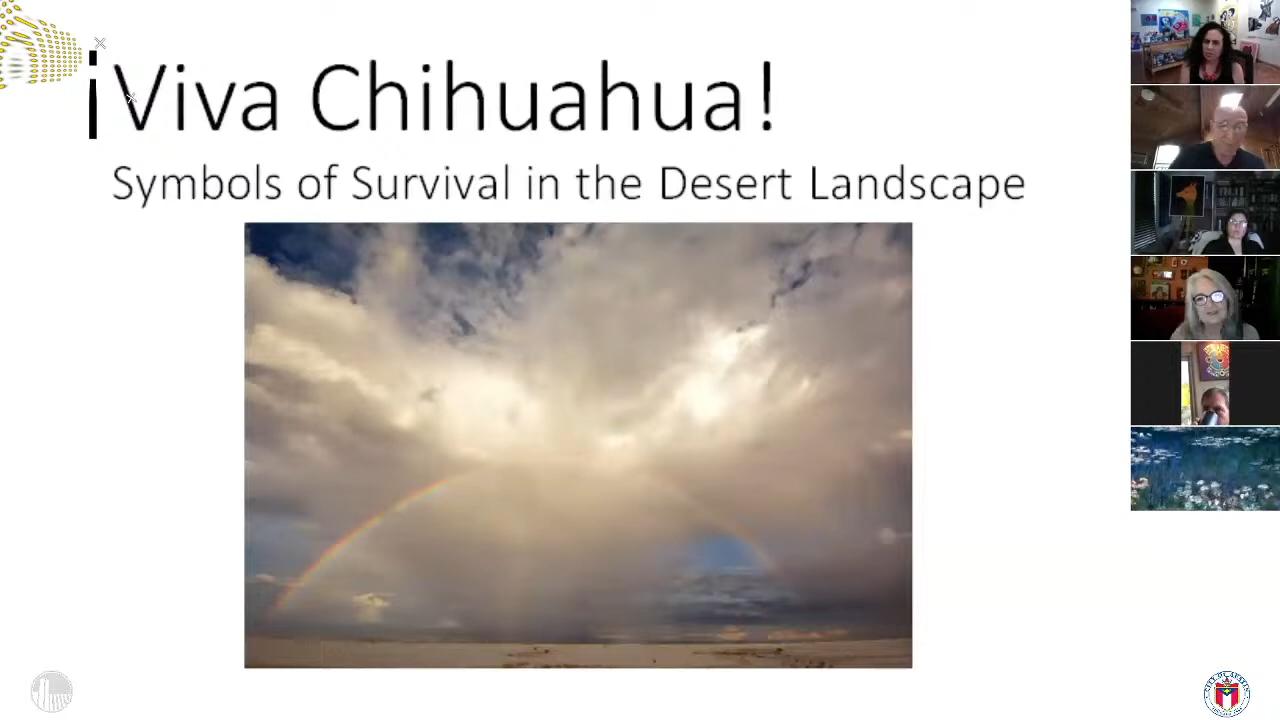 ¡Viva Chihuahua!
Symbols of Survival in the Desert Landscape